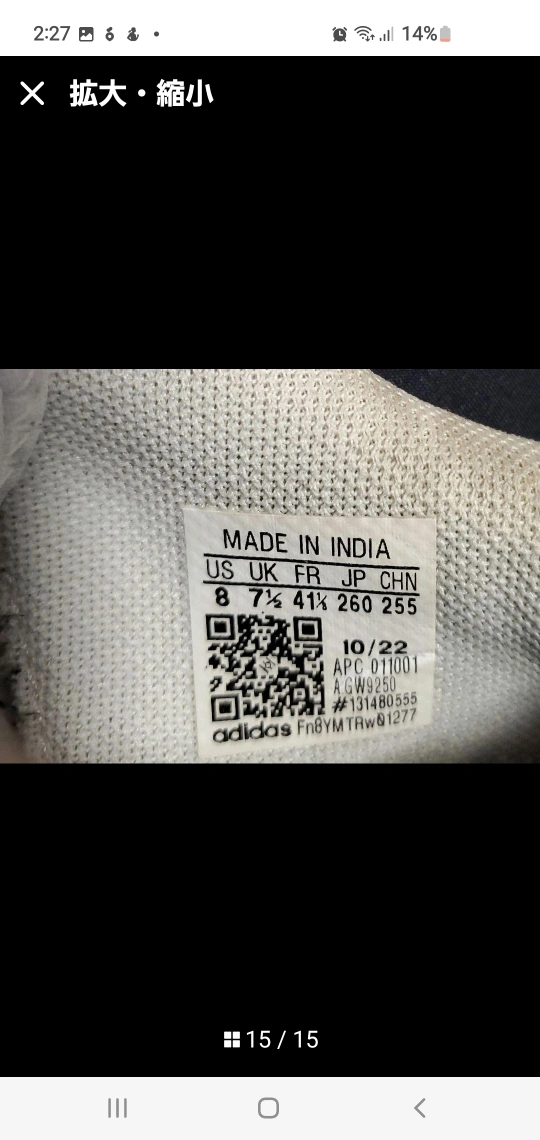 2:27
14%
拡大・縮小
MADE IN INDIA
US UK FR JP CHN
8 7½ 41⅓ 260 255
10/22
APC 011001
A GW9250
#131480555
adidas Fn8YMTRw01277
15 / 15